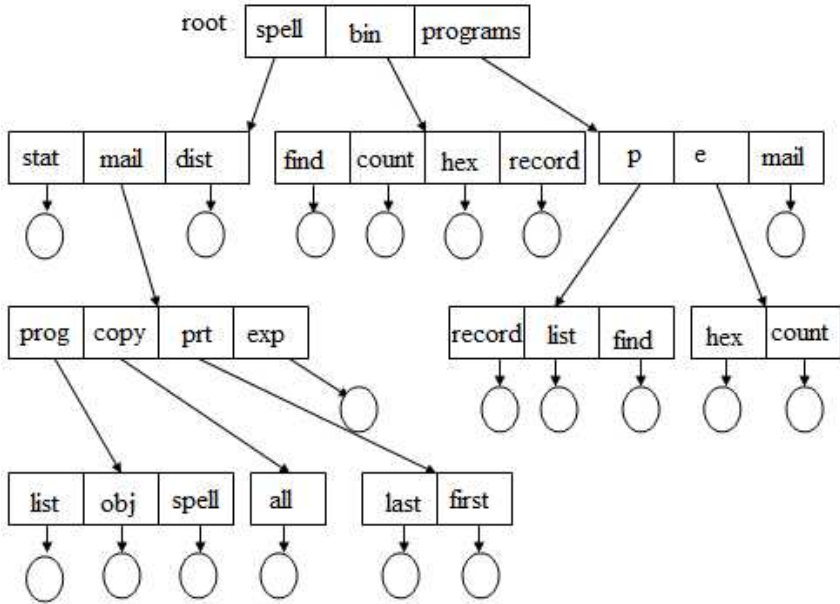 root spell bin programs
stat mail dist find count hex record p e mail
prog copy prt exp record list find hex count
list obj spell all last first